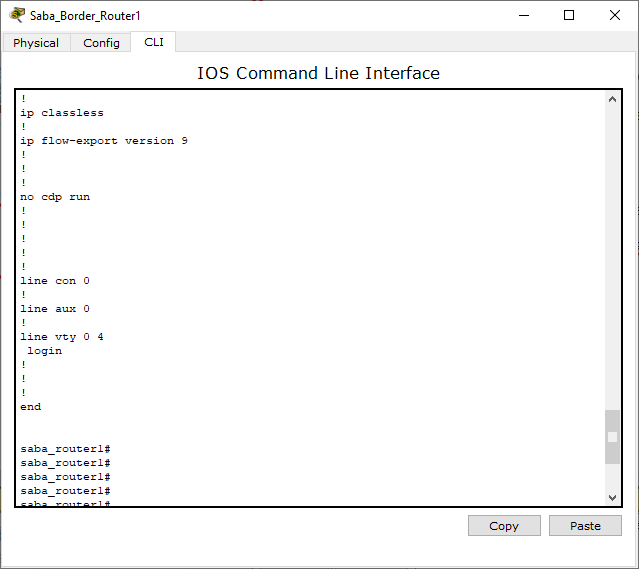 Saba_Border_Router1
Physical
Config
CLI
IOS Command Line Interface
!
ip classless
!
ip flow-export version 9
!
!
!
no cdp run
!
!
!
!
!
line con 0
!
line aux 0
!
line vty 0 4
 login
!
!
!
end
saba_router1#
saba_router1#
saba_router1#
saba_router1#
saba_router1#
Copy
Paste